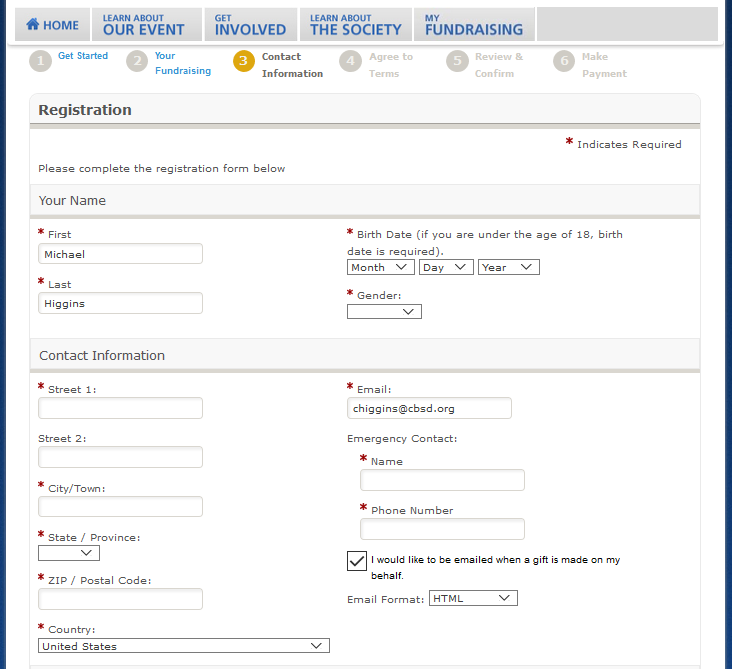 HOME
LEARN ABOUT
OUR EVENT
GET
INVOLVED
LEARN ABOUT
THE SOCIETY
MY
FUNDRAISING
1 Get Started
2 Your
Fundraising
3 Contact
Information
4 Agree to
Terms
5 Review &
Confirm
6 Make
Payment
Registration
* Indicates Required
Please complete the registration form below
Your Name
* First
Michael
* Last
Higgins
* Birth Date (if you are under the age of 18, birth
date is required).
Month Day Year
* Gender:
Contact Information
* Street 1:
Street 2:
* City/Town:
* State / Province:
* ZIP / Postal Code:
* Country:
United States
* Email:
chiggins@cbsd.org
Emergency Contact:
* Name
* Phone Number
I would like to be emailed when a gift is made on my
behalf.
Email Format: HTML